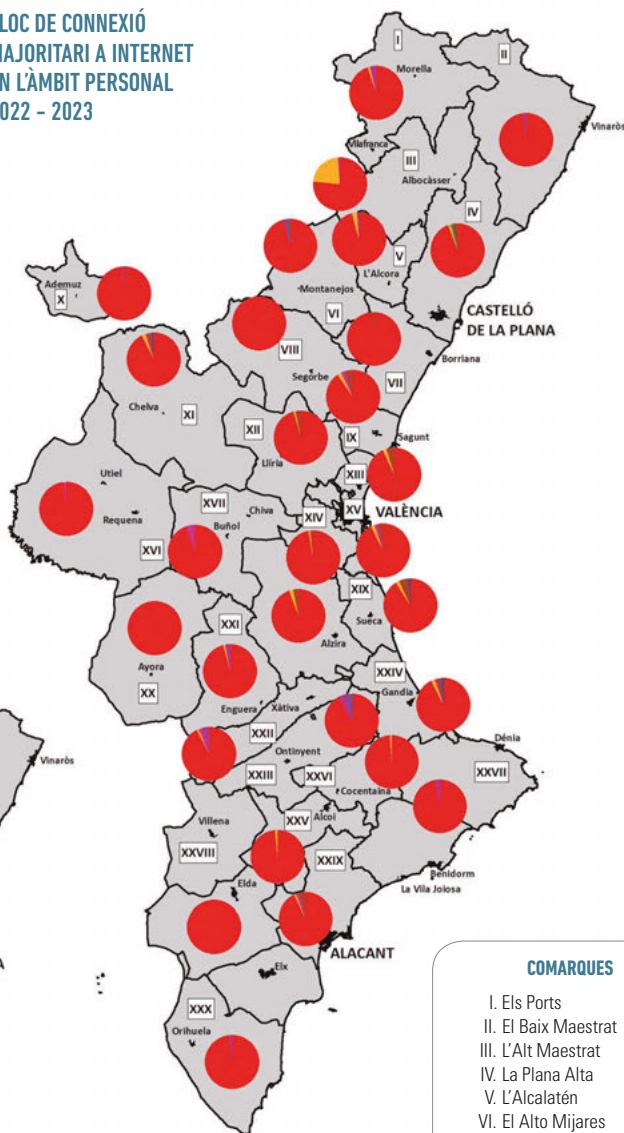 LOC DE CONNEXIÓ
MAJORITARI A INTERNET
N L'ÀMBIT PERSONAL
022 – 2023
I
II
Morella
Vinaròs
Vilafranca
III
Albocàsser
IV
V
L'Alcora
Ademuz
X
Montanejos
VI
CASTELLÓ
DE LA PLANA
VIII
Borriana
Segorbe
VII
Chelva
XI
XII
IX
Sagunt
Llíria
XIII
Utiel
XVII
Chiva
XV
VALÈNCIA
Requena
Buñol
XIV
XVI
XIX
Sueca
XXI
Alzira
Ayora
XX
XXIV
Gandia
Enguera
Xàtiva
XXII
Ontinyent
Dénia
Vinaròs
XXIII
XXVI
XXVII
Cocentaina
Villena
XXV
Alcoi
XXVIII
XXIX
Benidorm
Elda
La Vila Joiosa
ALACANT
Elx
XXX
Orihuela
COMARQUES
I. Els Ports
II. El Baix Maestrat
III. L'Alt Maestrat
IV. La Plana Alta
V. L'Alcalatén
VI. El Alto Mijares